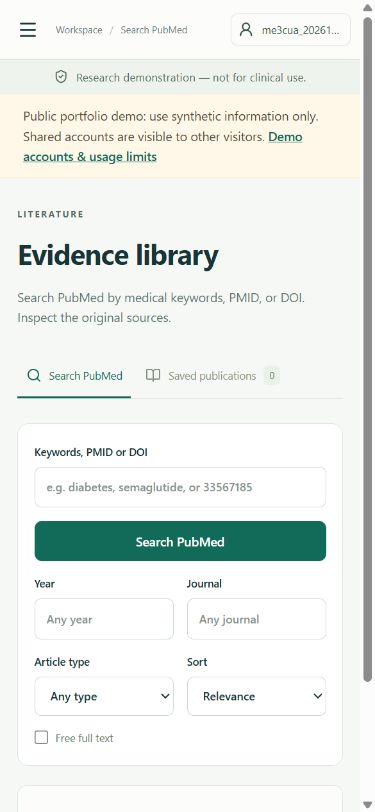 Workspace / Search PubMed
me3cua_20261...
Research demonstration — not for clinical use.
Public portfolio demo: use synthetic information only.
Shared accounts are visible to other visitors. Demo
accounts & usage limits
LITERATURE
Evidence library
Search PubMed by medical keywords, PMID, or DOI.
Inspect the original sources.
Search PubMed
Saved publications 0
Keywords, PMID or DOI
e.g. diabetes, semaglutide, or 33567185
Search PubMed
Year
Journal
Any year
Any journal
Article type
Sort
Any type
Relevance
Free full text